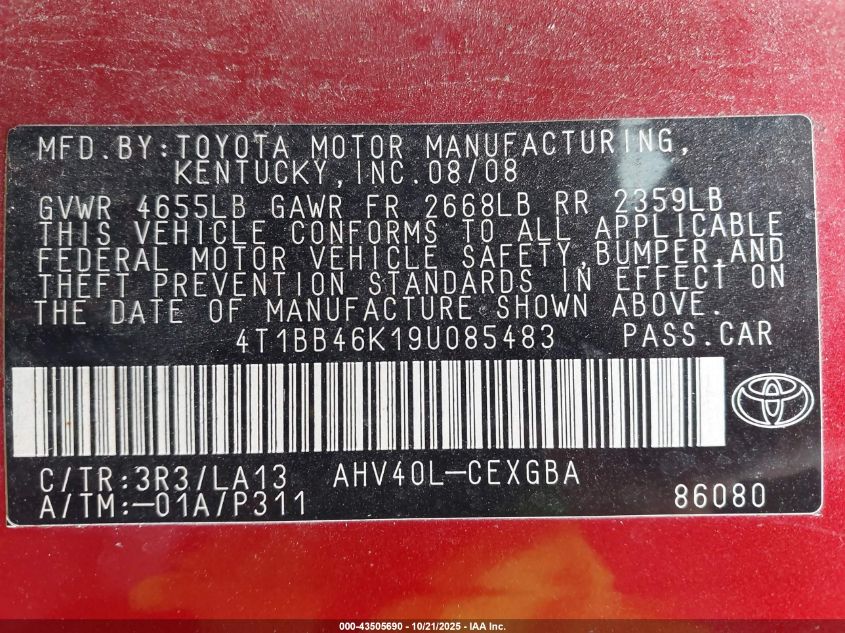 MFD.BY:TOYOTA MOTOR MANUFACTURING,
KENTUCKY,INC.08/08
GVWR 4655LB GAWR FR 2668LB RR 2359LB
THIS VEHICLE CONFORMS TO ALL APPLICABLE
FEDERAL MOTOR VEHICLE SAFETY,BUMPER,AND
THEFT PREVENTION STANDARDS IN EFFECT ON
THE DATE OF MANUFACTURE SHOWN ABOVE.
4T1BB46K19U085483 PASS.CAR
C/TR:3R3/LA13 AHV40L-CEXGBA
A/TM:-01A/P311 86080
000-43505690 - 10/21/2025 - IAA Inc.